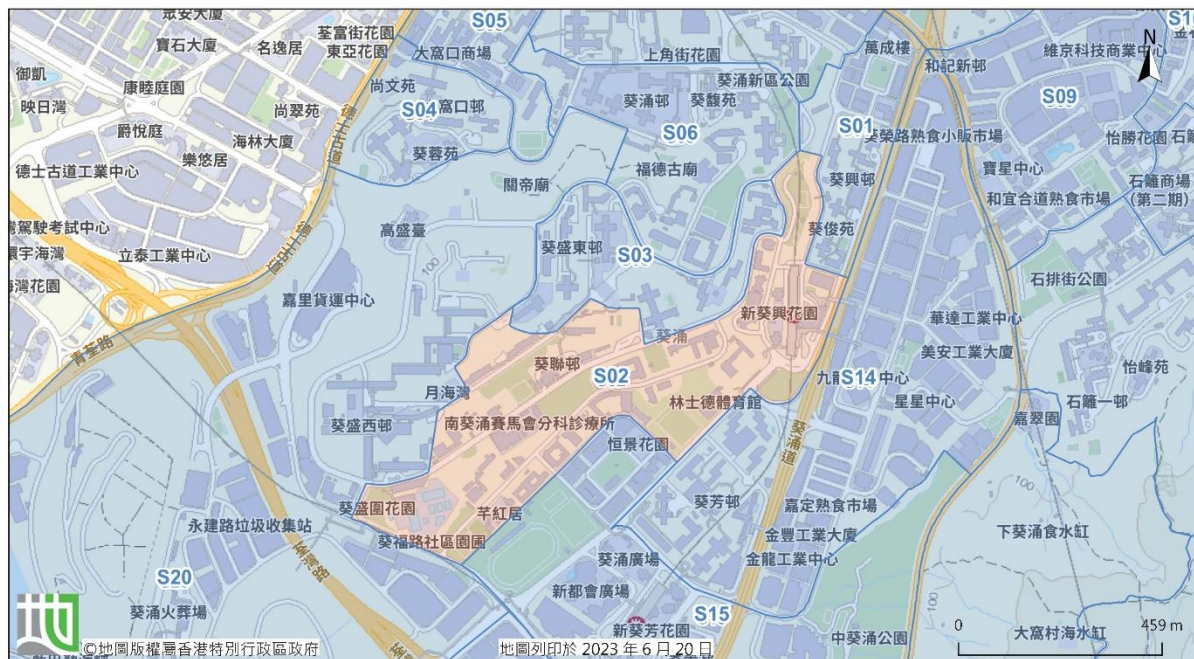 眾安大廈
荃富街花園
S05
寶石大廈
名逸居
東亞花園
大窩口商場
上角街花園
萬成樓
維京科技商業中心
N
御凱
康睦庭園
尚文苑
葵涌新區公園
和記新邨
映日灣
尚翠苑
窩口邨
葵涌邨
葵馥苑
S09
爵悅庭
海林大廈
S04
S06
S01
葵榮路熟食小販市場
怡勝花園
德士古道工業中心
樂悠居
葵蓉苑
德士古道
關帝廟
福德古廟
葵興邨
寶星中心
石籬商場
(第二期)
和宜合道熟食市場
高盛臺
葵俊苑
立泰工業中心
100
葵盛東邨
S03
石排街公園
德士古道
嘉里貨運中心
新葵興花園
華達工業中心
青荃路
葵涌
美安工業大廈
怡峰苑
葵聯邨
S02
S14
月海灣
林士德體育館
星星中心
石籬一邨
葵盛西邨
南葵涌賽馬會分科診療所
恒景花園
葵涌道
嘉翠園
葵盛圍花園
芊紅居
葵芳邨
嘉定熟食市場
永建路垃圾收集站
葵福路社區園圃
金豐工業大廈
下葵涌食水缸
荃灣路
葵涌廣場
金龍工業中心
S20
新都會廣場
100
葵涌火葬場
S15
0
459 m
新葵芳花園
中葵涌公園
大窩村海水缸
©地圖版權屬香港特別行政區政府
地圖列印於 2023 年 6 月 20 日